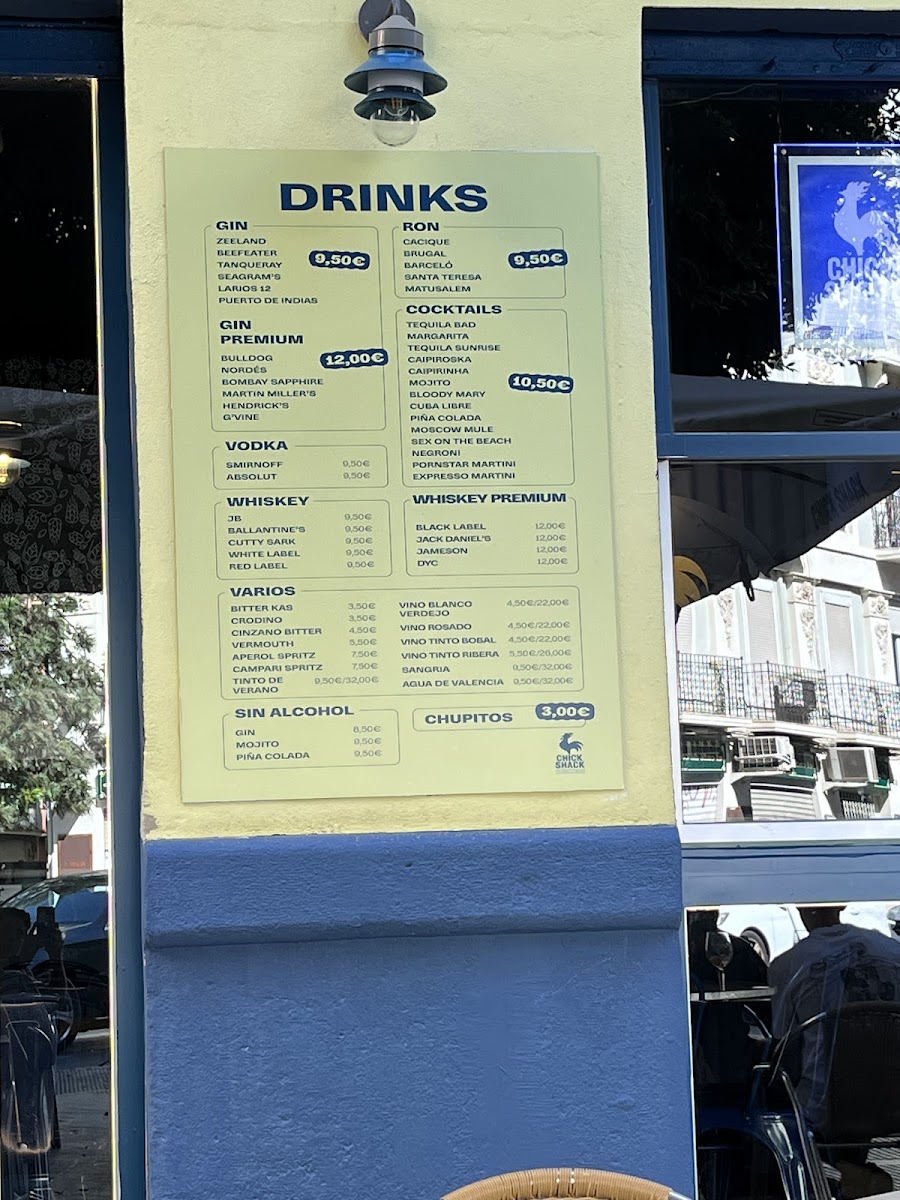 DRINKS
GIN
ZEELAND
BEEFEATER
TANQUERAY
SEAGRAM'S
LARIOS 12
PUERTO DE INDIAS
9,50€
GIN
PREMIUM
BULLDOG
NORDÉS
BOMBAY SAPPHIRE
MARTIN MILLER'S
HENDRICK'S
G'VINE
12,00€
VODKA
SMIRNOFF 9,50€
ABSOLUT 9,50€
WHISKEY
JB 9,50€
BALLANTINE'S 9,50€
CUTTY SARK 9,50€
WHITE LABEL 9,50€
RED LABEL 9,50€
RON
CACIQUE
BRUGAL
BARCELÓ
SANTA TERESA
MATUSALEM
9,50€
COCKTAILS
TEQUILA BAD
MARGARITA
TEQUILA SUNRISE
CAIPIROSKA
CAIPIRINHA
MOJITO
BLOODY MARY
CUBA LIBRE
PIÑA COLADA
MOSCOW MULE
SEX ON THE BEACH
NEGRONI
PORNSTAR MARTINI
EXPRESSO MARTINI
10,50€
WHISKEY PREMIUM
BLACK LABEL 12,00€
JACK DANIEL'S 12,00€
JAMESON 12,00€
DYC 12,00€
VARIOS
BITTER KAS 3,50€
CRODINO 3,50€
CINZANO BITTER 4,50€
VERMOUTH 5,50€
APEROL SPRITZ 7,50€
CAMPARI SPRITZ 7,50€
TINTO DE 9,50€/32,00€
VERANO
VINO BLANCO 4,50€/22,00€
VERDEJO
VINO ROSADO 4,50€/22,00€
VINO TINTO BOBAL 4,50€/22,00€
VINO TINTO RIBERA 5,50€/26,00€
SANGRIA 9,50€/32,00€
AGUA DE VALENCIA 9,50€/32,00€
SIN ALCOHOL
GIN 8,50€
MOJITO 9,50€
PIÑA COLADA 9,50€
CHUPITOS 3,00€
CHICK
SHACK